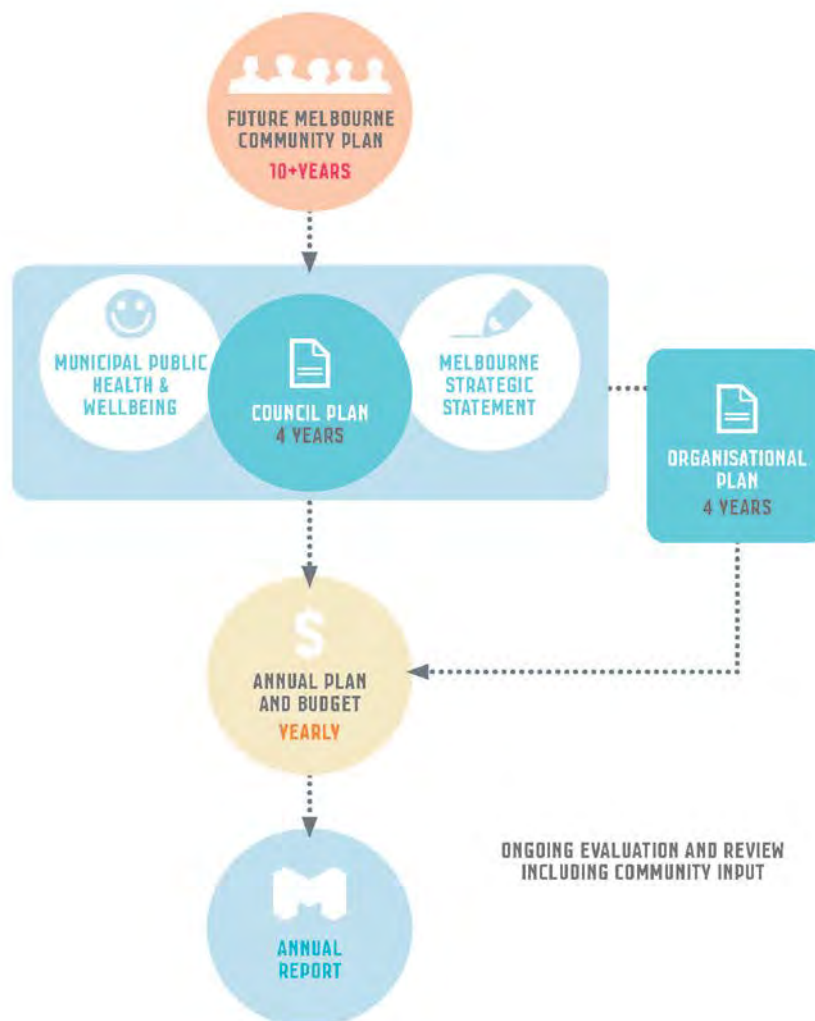 FUTURE MELBOURNE
COMMUNITY PLAN
10+YEARS
MUNICIPAL PUBLIC
HEALTH &
WELLBEING
COUNCIL PLAN
4 YEARS
MELBOURNE
STRATEGIC
STATEMENT
ORGANISATIONAL
PLAN
4 YEARS
$
ANNUAL PLAN
AND BUDGET
YEARLY
ONGOING EVALUATION AND REVIEW
INCLUDING COMMUNITY INPUT
M
ANNUAL
REPORT